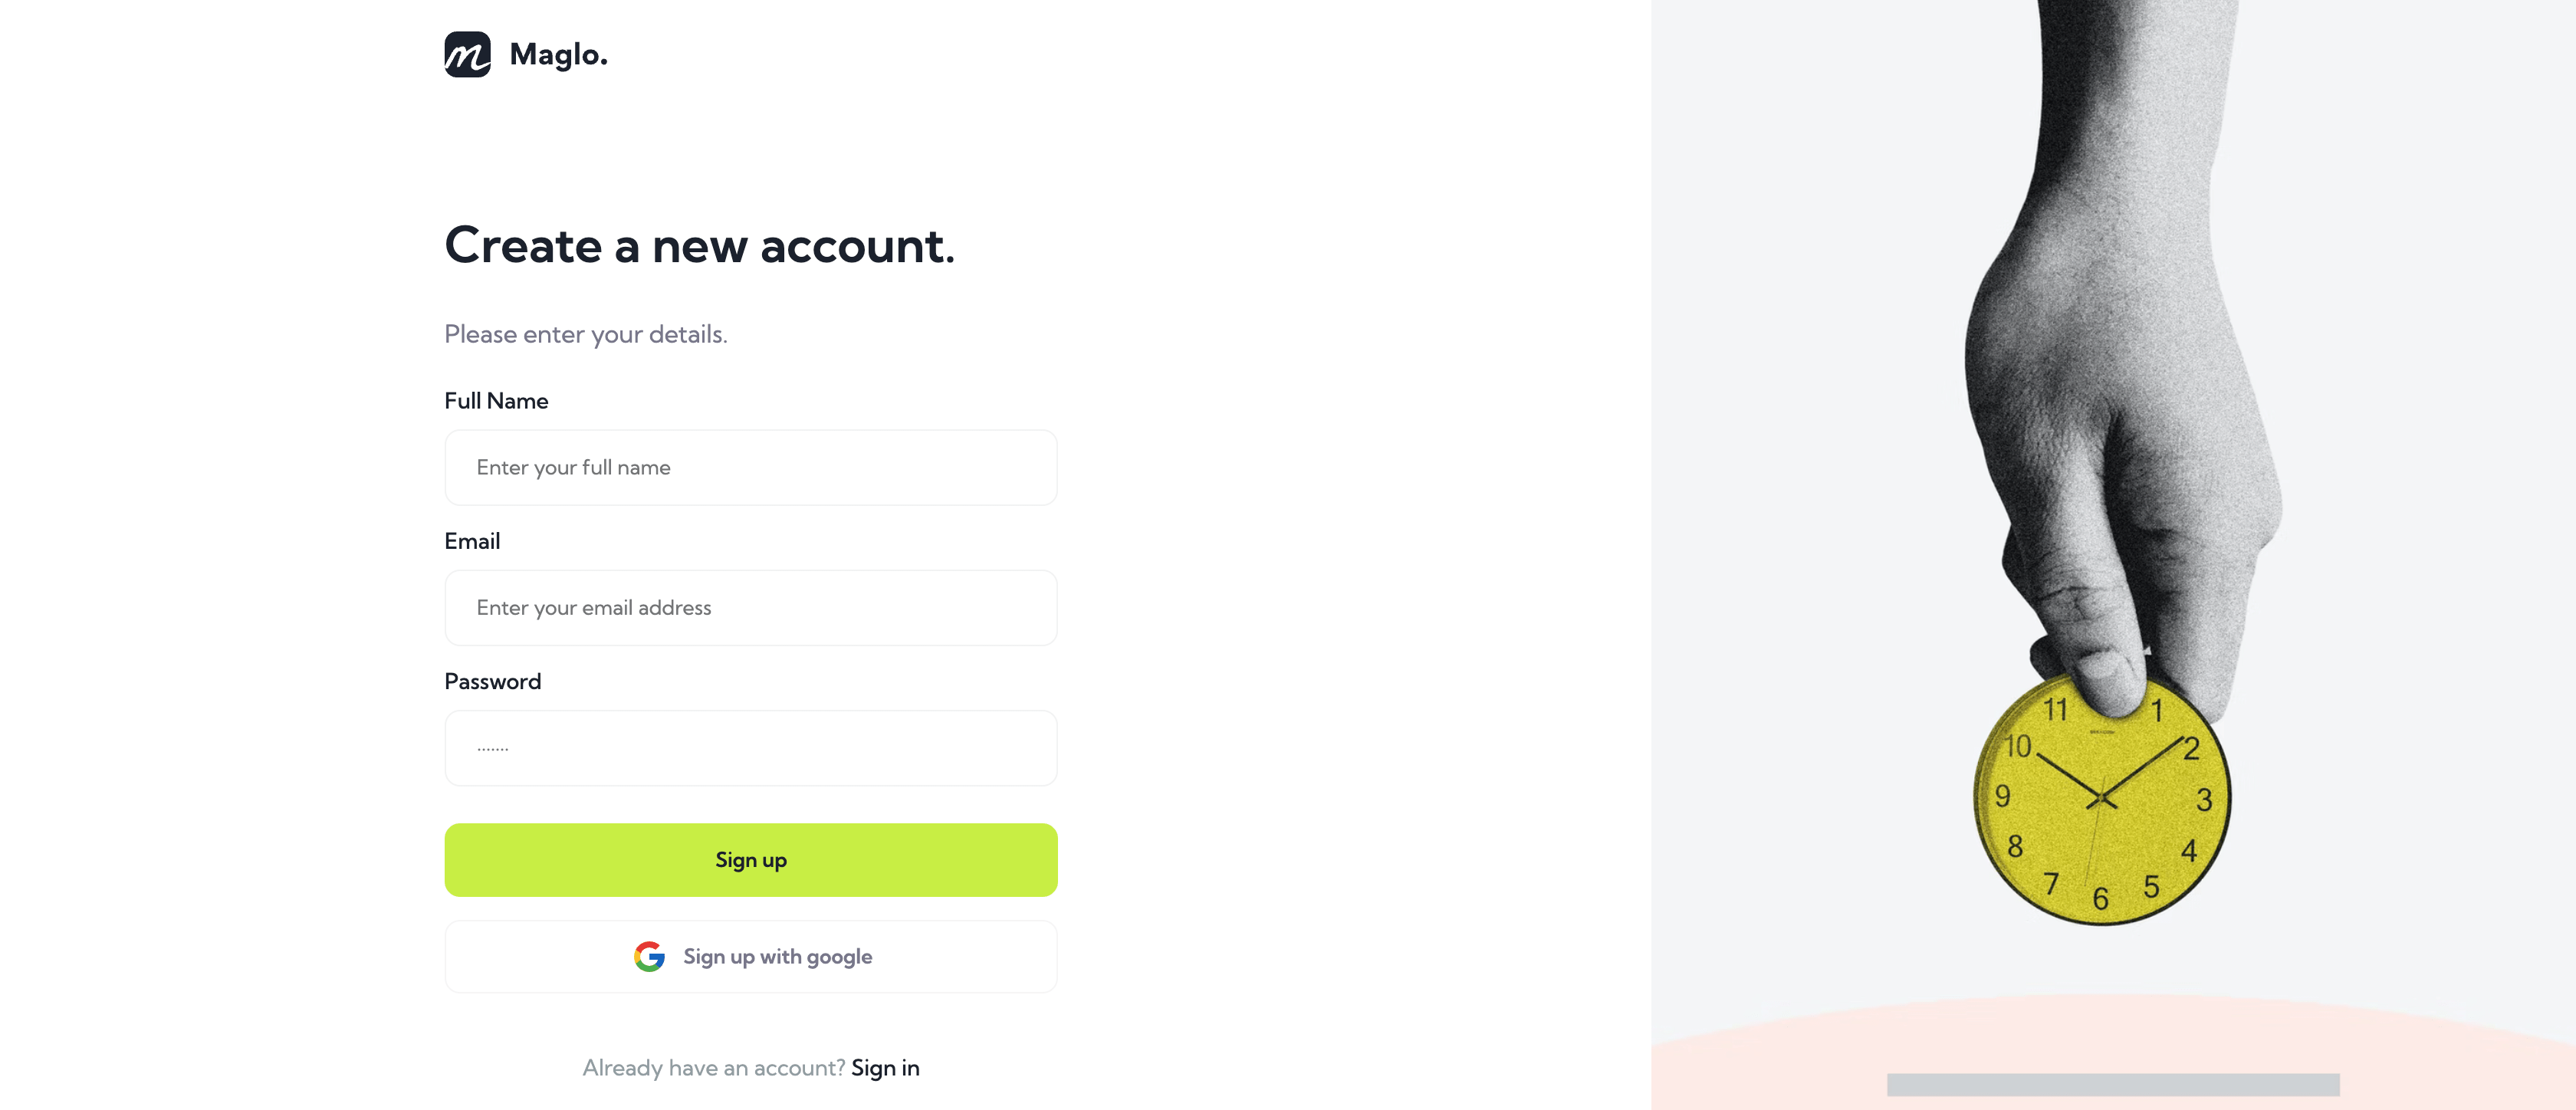 Maglo.
Create a new account.
Please enter your details.
Full Name
Enter your full name
Email
Enter your email address
Password
.......
Sign up
Sign up with google
Already have an account? Sign in
11 1
10 2
9 3
8 4
7 6 5